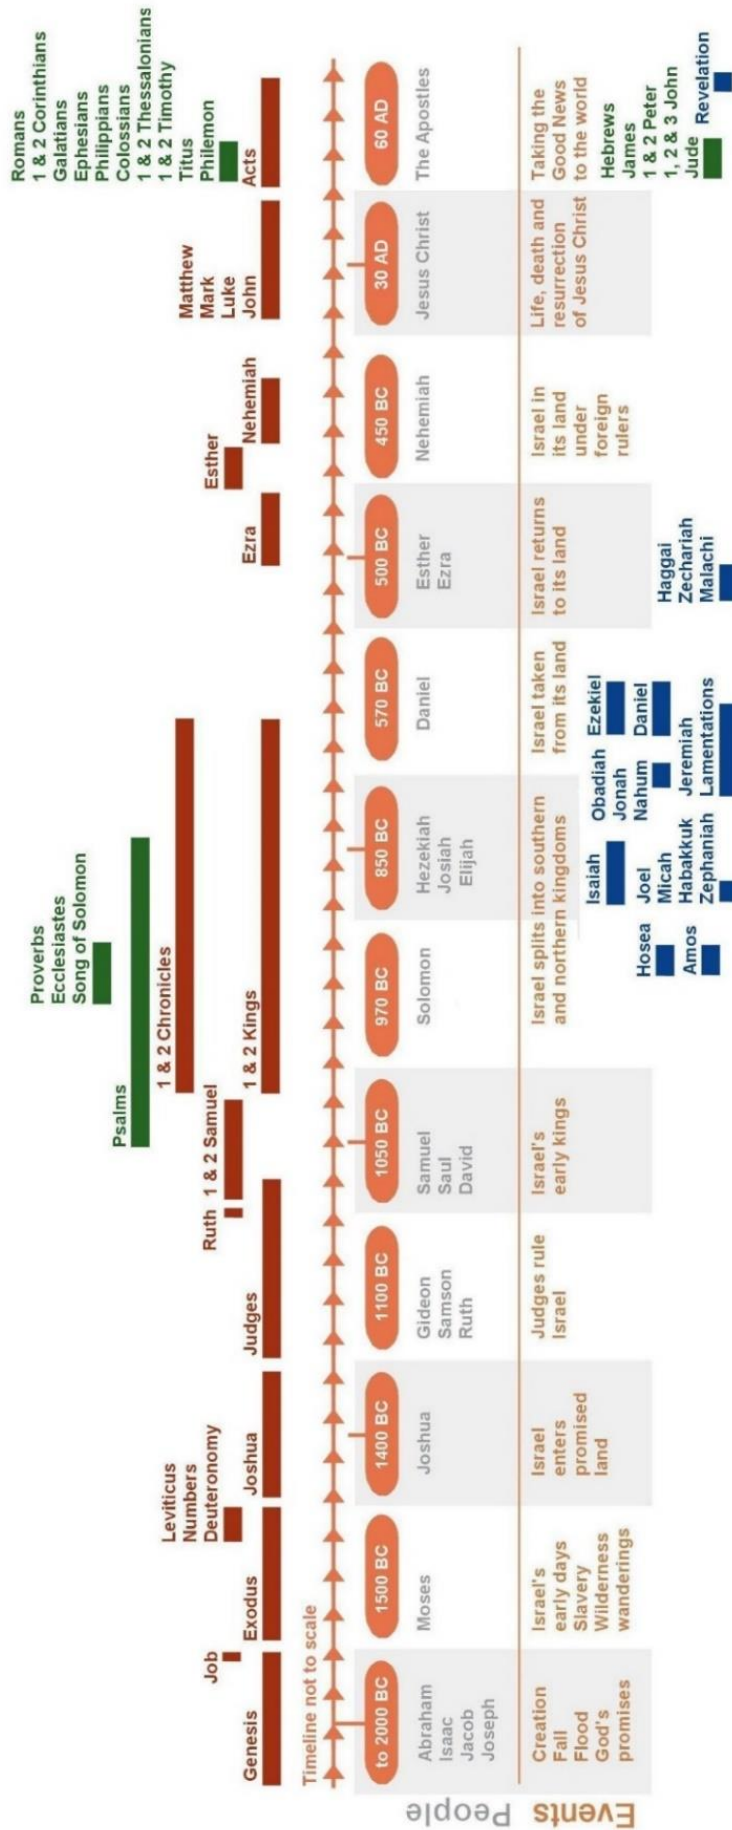 Proverbs
Ecclesiastes
Song of Solomon
Psalms
1 & 2 Chronicles
Romans
1 & 2 Corinthians
Galatians
Ephesians
Philippians
Colossians
1 & 2 Thessalonians
1 & 2 Timothy
Titus
Philemon
Leviticus
Numbers
Deuteronomy
Matthew
Mark
Luke
John
Job
Ruth
1 & 2 Samuel
Esther
Genesis
Exodus
Joshua
Judges
1 & 2 Kings
Ezra
Nehemiah
Acts
Timeline not to scale
to 2000 BC
1500 BC
1400 BC
1100 BC
1050 BC
970 BC
850 BC
570 BC
500 BC
450 BC
30 AD
60 AD
People
Abraham
Isaac
Jacob
Joseph
Moses
Joshua
Gideon
Samson
Ruth
Samuel
Saul
David
Solomon
Hezekiah
Josiah
Elijah
Daniel
Esther
Ezra
Nehemiah
Jesus Christ
The Apostles
Events
Creation
Fall
Flood
God's
promises
Israel's
early days
Slavery
Wilderness
wanderings
Israel
enters
promised
land
Judges rule
Israel
Israel's
early kings
Israel splits into southern
and northern kingdoms
Israel taken
from its land
Israel returns
to its land
Israel in
its land
under
foreign
rulers
Life, death and
resurrection
of Jesus Christ
Taking the
Good News
to the world
Hosea
Amos
Isaiah
Joel
Micah
Habakkuk
Zephaniah
Obadiah
Jonah
Nahum
Jeremiah
Lamentations
Ezekiel
Daniel
Haggai
Zechariah
Malachi
Hebrews
James
1 & 2 Peter
1, 2 & 3 John
Jude
Revelation